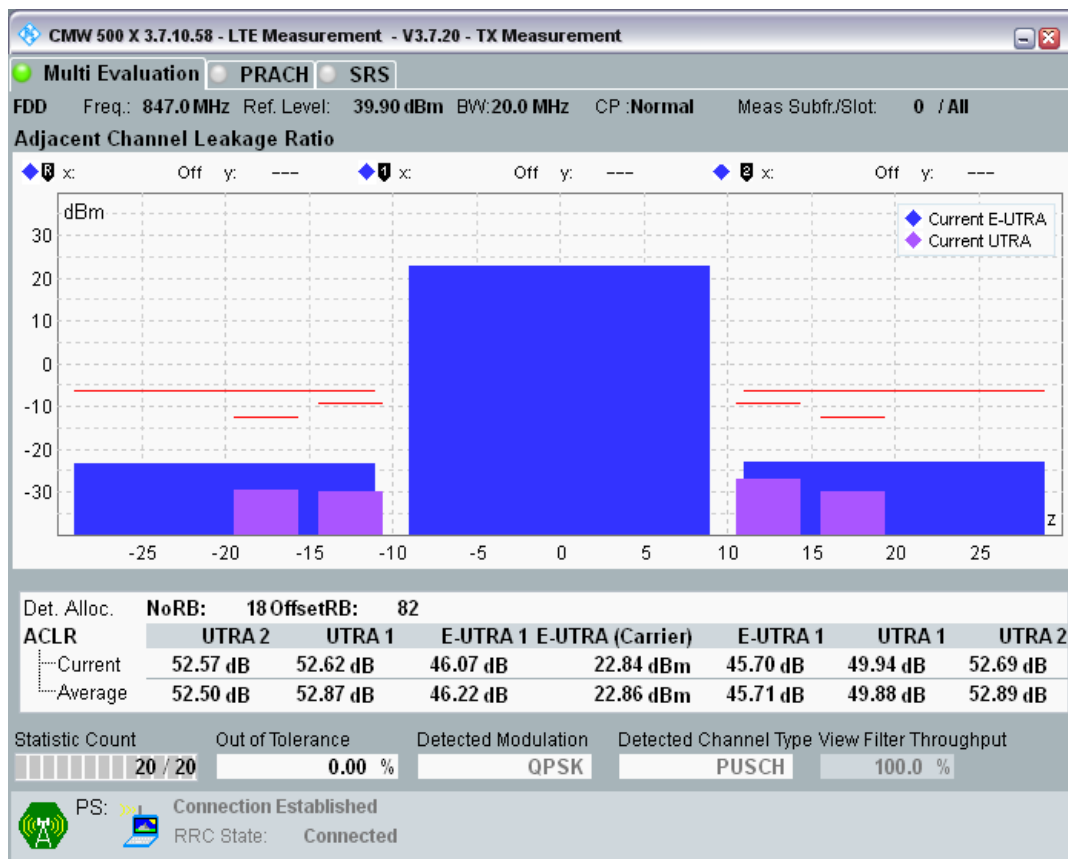 CMW 500 X 3.7.10.58 - LTE Measurement - V3.7.20 - TX Measurement
Multi Evaluation PRACH SRS
FDD Freq.: 847.0 MHz Ref. Level: 39.90 dBm BW: 20.0 MHz CP : Normal Meas Subfr./Slot: 0 / All
Adjacent Channel Leakage Ratio
R x: Off y: --- 1 x: Off y: --- 2 x: Off y: ---
dBm
Current E-UTRA
Current UTRA
30
20
10
0
-10
-20
-30
z
-25 -20 -15 -10 -5 0 5 10 15 20 25
Det. Alloc. NoRB: 18 OffsetRB: 82
ACLR UTRA 2 UTRA 1 E-UTRA 1 E-UTRA (Carrier) E-UTRA 1 UTRA 1 UTRA 2
Current 52.57 dB 52.62 dB 46.07 dB 22.84 dBm 45.70 dB 49.94 dB 52.69 dB
Average 52.50 dB 52.87 dB 46.22 dB 22.86 dBm 45.71 dB 49.88 dB 52.89 dB
Statistic Count Out of Tolerance Detected Modulation Detected Channel Type View Filter Throughput
20 / 20 0.00 % QPSK PUSCH 100.0 %
PS: Connection Established
RRC State: Connected